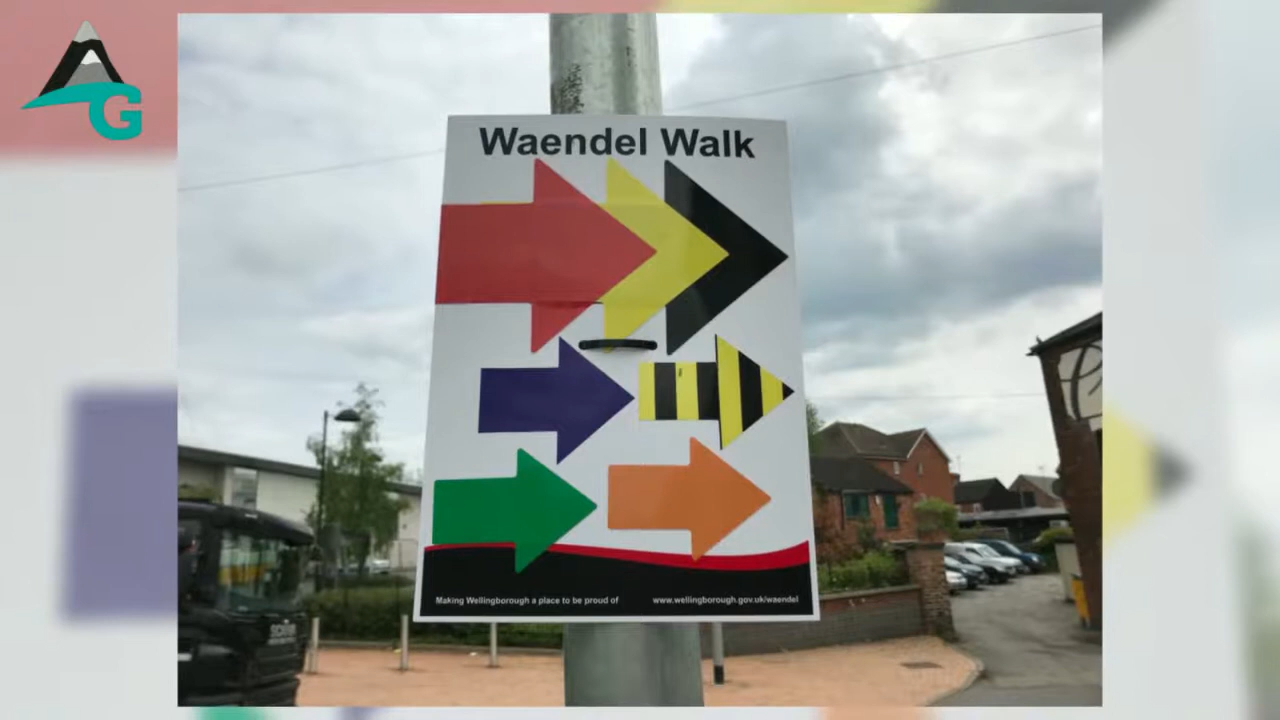 G
Waendel Walk
Making Wellingborough a place to be proud of
www.wellingborough.gov.uk/waendel